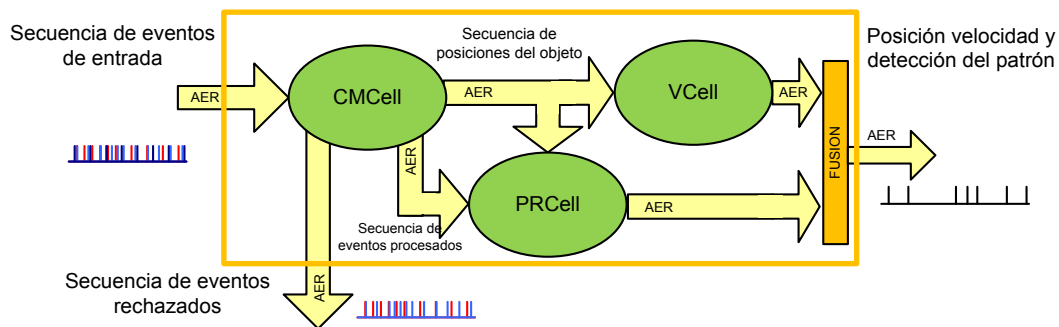 Secuencia de eventos
de entrada
AER
CMCell
Secuencia de
posiciones del objeto
AER
VCell
AER
Posición velocidad y
detección del patrón
AER
FUSION
AER
PRCell
AER
Secuencia de
eventos procesados
Secuencia de eventos
rechazados
AER